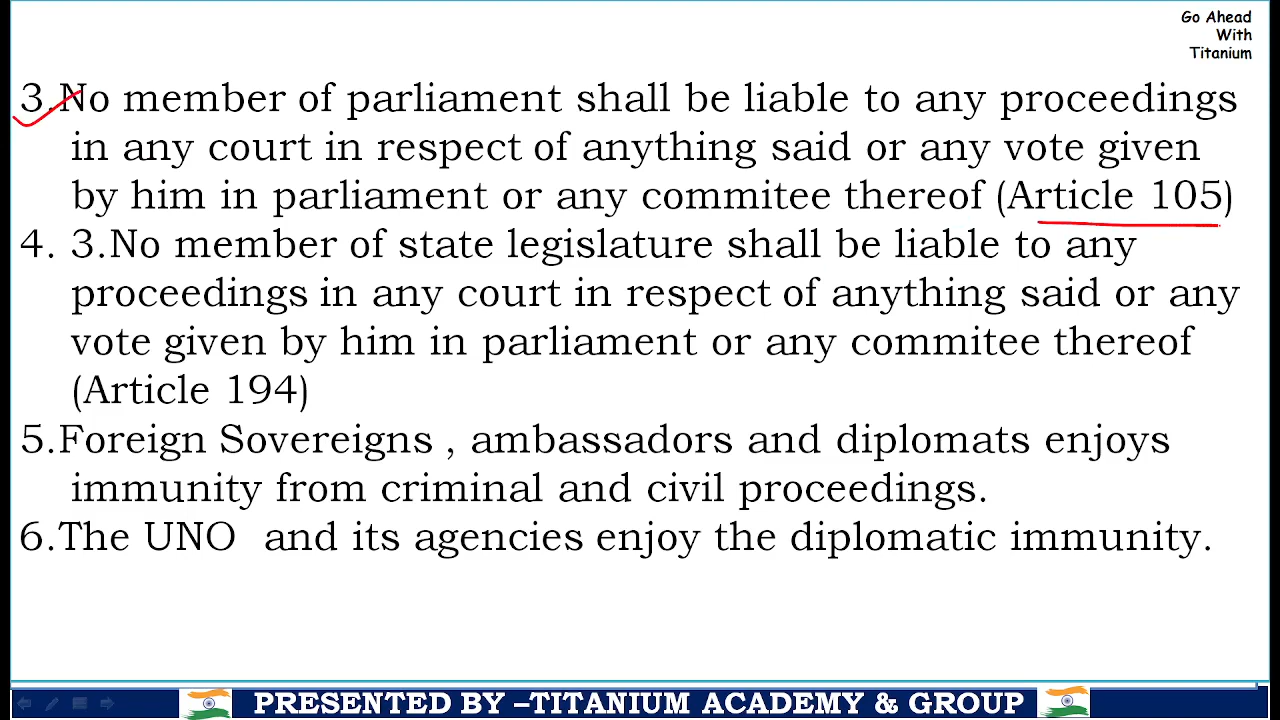 Go Ahead
With
Titanium
3.No member of parliament shall be liable to any proceedings
in any court in respect of anything said or any vote given
by him in parliament or any commitee thereof (Article 105)
4. 3.No member of state legislature shall be liable to any
proceedings in any court in respect of anything said or any
vote given by him in parliament or any commitee thereof
(Article 194)
5.Foreign Sovereigns , ambassadors and diplomats enjoys
immunity from criminal and civil proceedings.
6.The UNO and its agencies enjoy the diplomatic immunity.
PRESENTED BY –TITANIUM ACADEMY & GROUP